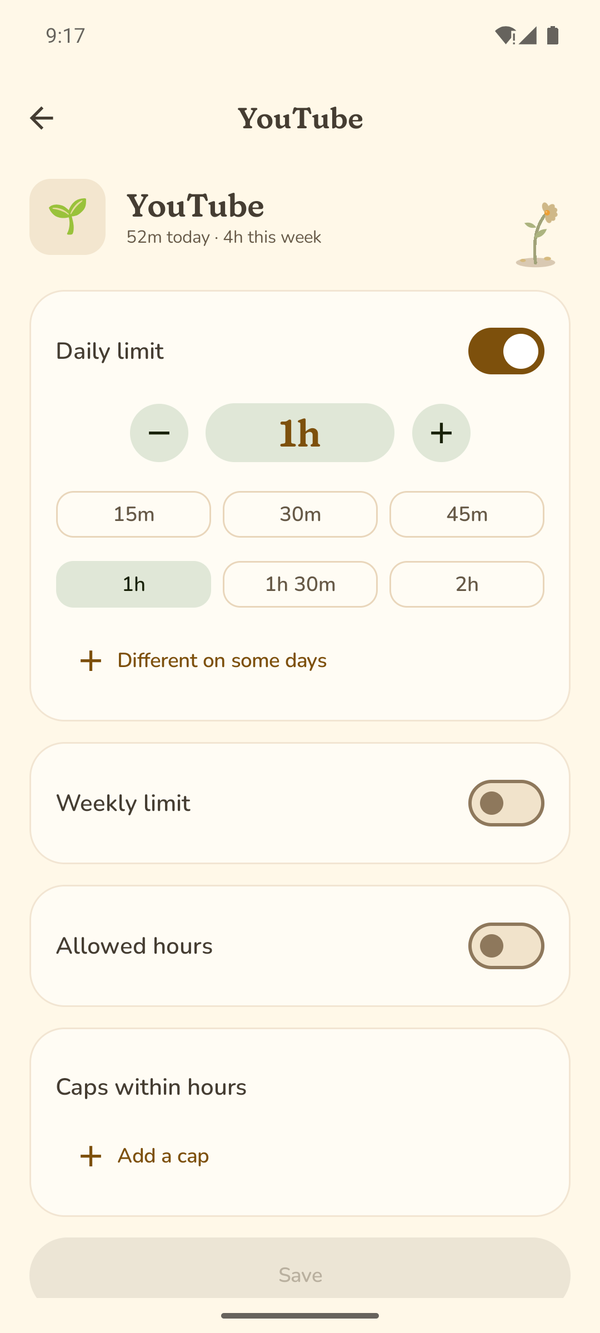 9:17
YouTube
YouTube
52m today · 4h this week
Daily limit
1h
15m
30m
45m
1h
1h 30m
2h
Different on some days
Weekly limit
Allowed hours
Caps within hours
Add a cap
Save